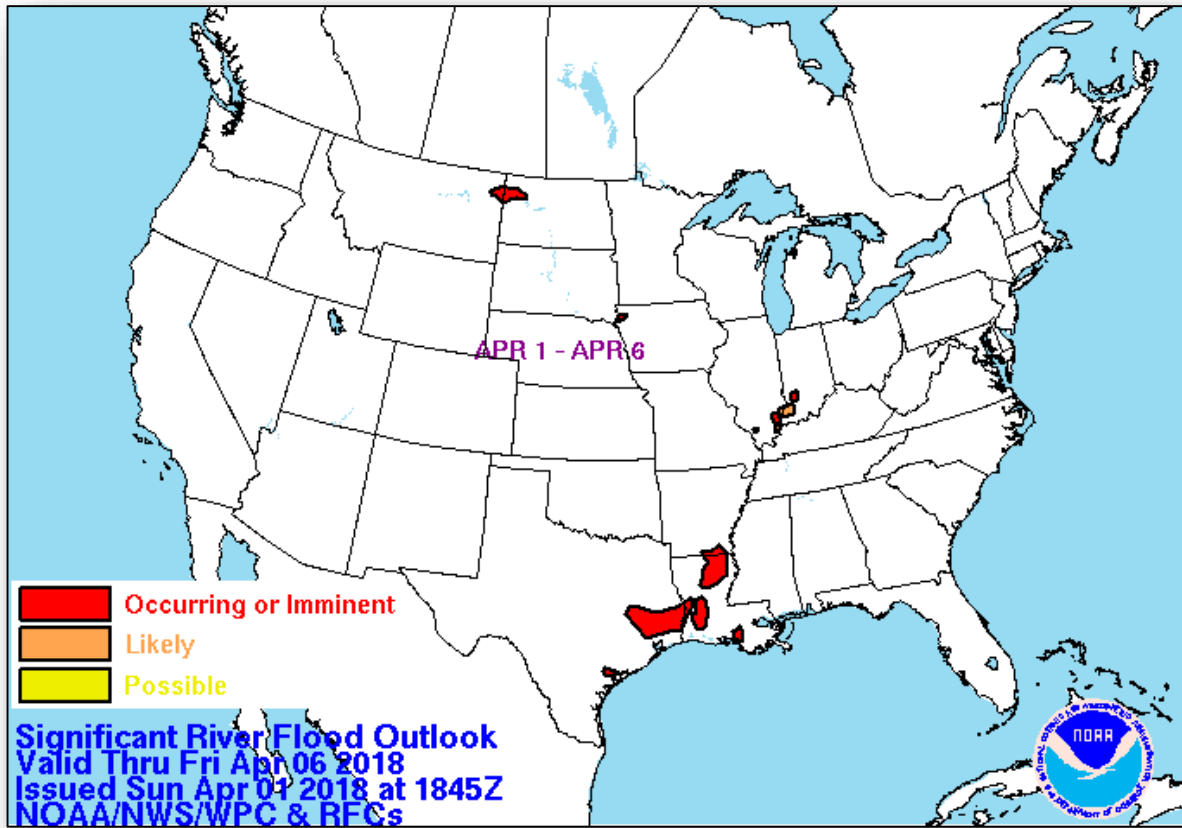 APR 1 - APR 6
Occurring or Imminent
Likely
Possible
Significant River Flood Outlook
Valid Thru Fri Apr 06 2018
Issued Sun Apr 01 2018 at 1845Z
NOAA/NWS/WPC & RFCs
NOAA